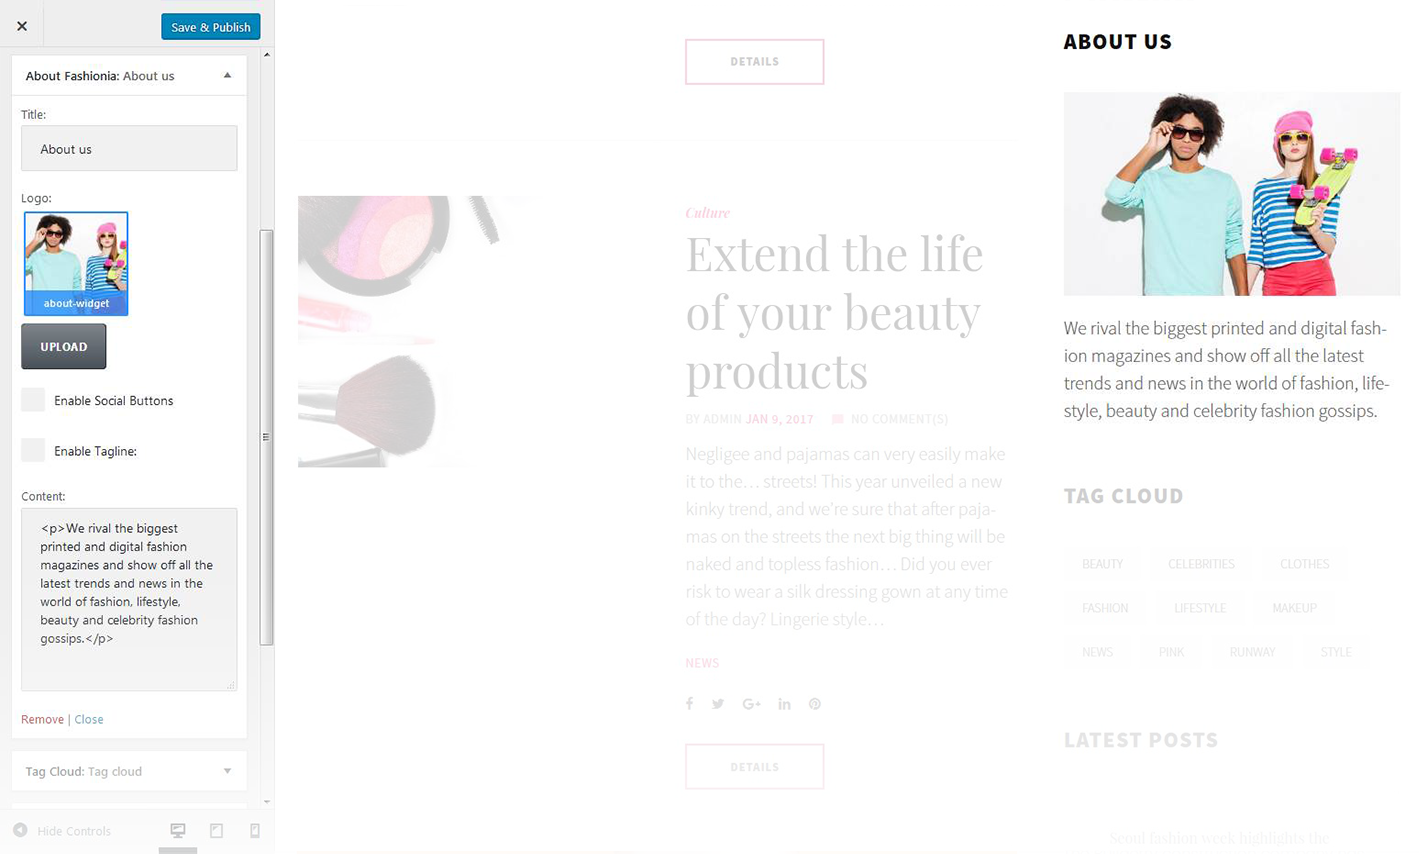 Save & Publish
About Fashionia: About us
Title:
About us
Logo:
about-widget
UPLOAD
Enable Social Buttons
Enable Tagline:
Content:
<p>We rival the biggest
printed and digital fashion
magazines and show off all the
latest trends and news in the
world of fashion, lifestyle,
beauty and celebrity fashion
gossips.</p>
Remove | Close
Tag Cloud: Tag cloud
Hide Controls
DETAILS
Culture
Extend the life
of your beauty
products
BY ADMIN JAN 9, 2017 NO COMMENT(S)
Negligee and pajamas can very easily make
it to the… streets! This year unveiled a new
kinky trend, and we're sure that after paja-
mas on the streets the next big thing will be
naked and topless fashion… Did you ever
risk to wear a silk dressing gown at any time
of the day? Lingerie style…
NEWS
DETAILS
ABOUT US
We rival the biggest printed and digital fash-
ion magazines and show off all the latest
trends and news in the world of fashion, life-
style, beauty and celebrity fashion gossips.
TAG CLOUD
BEAUTY CELEBRITIES CLOTHES
FASHION LIFESTYLE MAKEUP
NEWS PINK RUNWAY STYLE
LATEST POSTS
Seoul fashion week highlights the